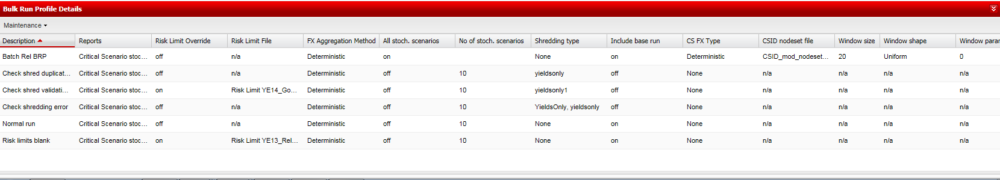 Bulk Run Profile Details
Maintenance
Description Reports Risk Limit Override Risk Limit File FX Aggregation Method All stoch. scenarios No of stoch. scenarios Shredding type Include base run CS FX Type CSID nodeset file Window size Window shape Window parar
Batch Rel BRP Critical Scenario stoc... off n/a Deterministic on None on Deterministic CSID_mod_nodeset... 20 Uniform 0
Check shred duplicat... Critical Scenario stoc... off n/a Deterministic off 10 yieldsonly off None n/a n/a n/a n/a
Check shred validati... Critical Scenario stoc... on Risk Limit YE14_Go... Deterministic off 10 yieldsonly1 off None n/a n/a n/a n/a
Check shredding error Critical Scenario stoc... off n/a Deterministic off 10 YieldsOnly, yieldsonly off None n/a n/a n/a n/a
Normal run Critical Scenario stoc... off n/a Deterministic off 10 None on None n/a n/a n/a n/a
Risk limits blank Critical Scenario stoc... on Risk Limit YE13_Rel... Deterministic off 10 None on None n/a n/a n/a n/a